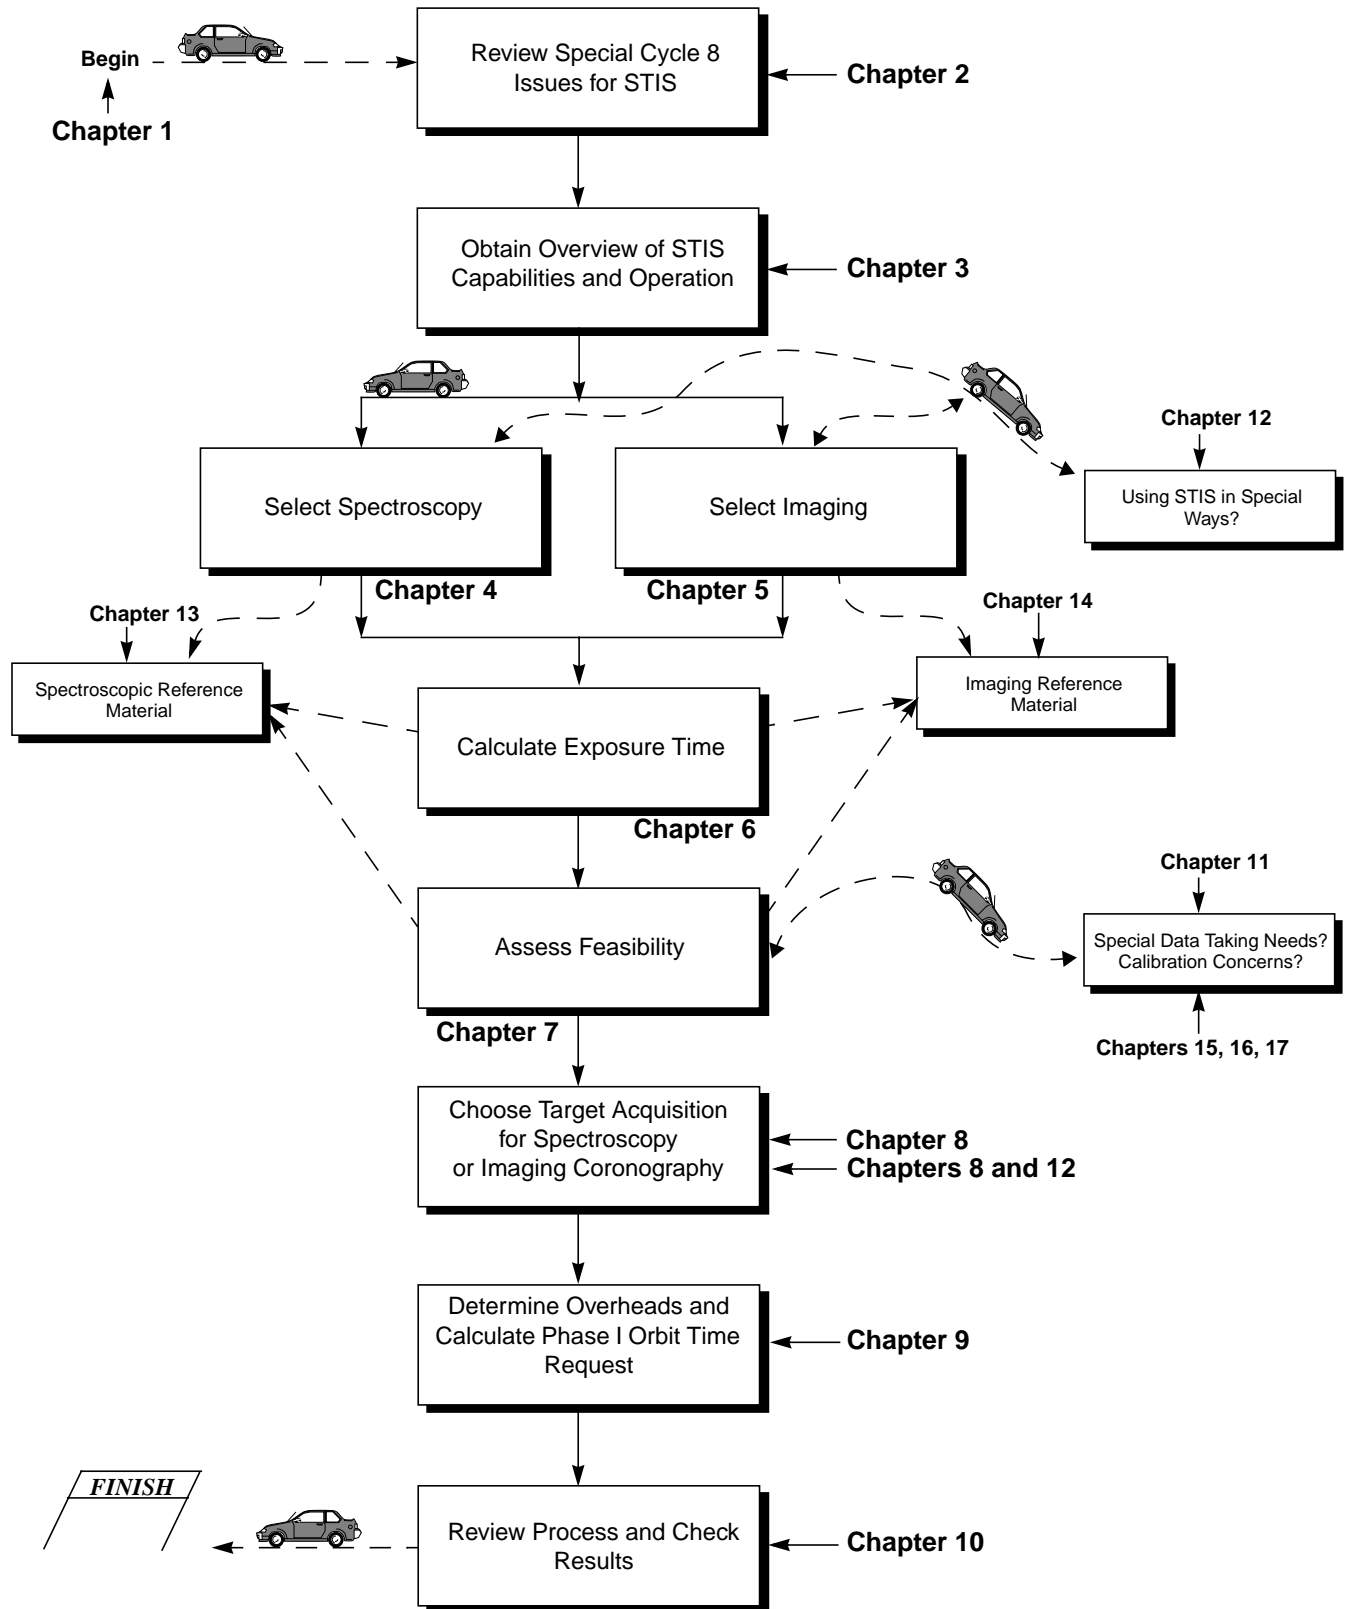 Begin
Chapter 1
Review Special Cycle 8
Issues for STIS
Chapter 2
Obtain Overview of STIS
Capabilities and Operation
Chapter 3
Select Spectroscopy
Chapter 4
Select Imaging
Chapter 5
Chapter 12
Using STIS in Special
Ways?
Chapter 13
Spectroscopic Reference
Material
Chapter 14
Imaging Reference
Material
Calculate Exposure Time
Chapter 6
Assess Feasibility
Chapter 7
Chapter 11
Special Data Taking Needs?
Calibration Concerns?
Chapters 15, 16, 17
Choose Target Acquisition
for Spectroscopy
or Imaging Coronography
Chapter 8
Chapters 8 and 12
Determine Overheads and
Calculate Phase I Orbit Time
Request
Chapter 9
FINISH
Review Process and Check
Results
Chapter 10